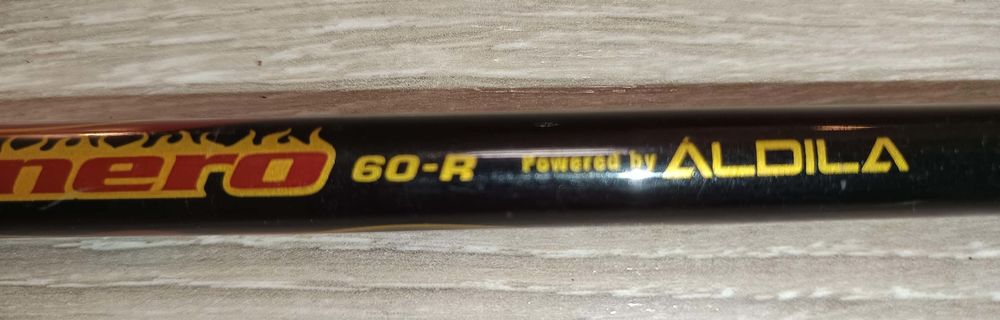 nero 60-R Powered by ALDILA